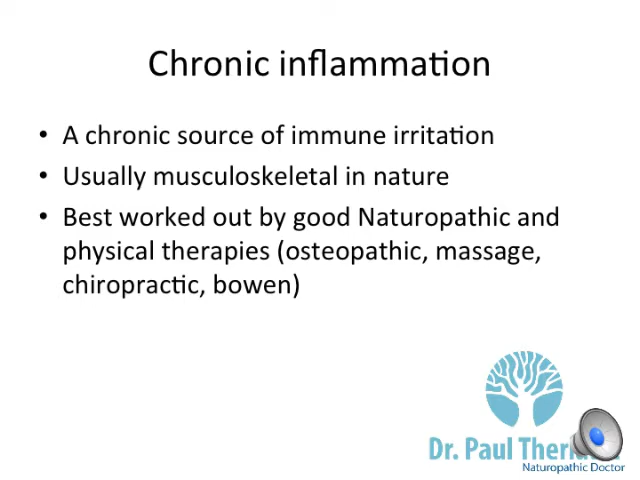 Chronic inflammation
• A chronic source of immune irritation
• Usually musculoskeletal in nature
• Best worked out by good Naturopathic and
physical therapies (osteopathic, massage,
chiropractic, bowen)
Dr. Paul
Naturopathic Doctor